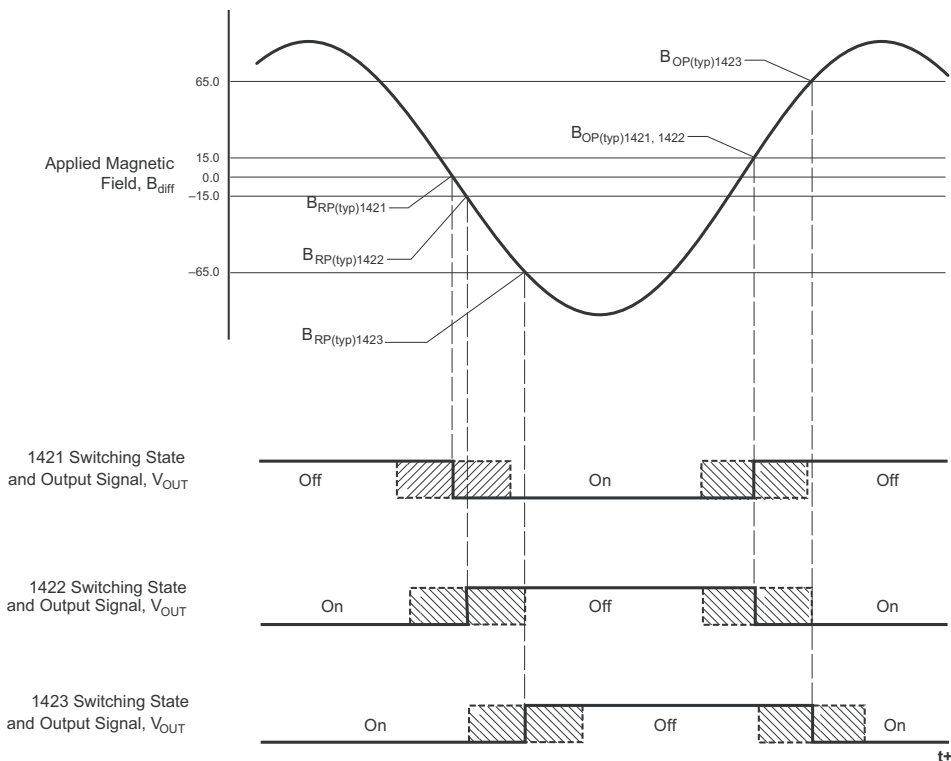 B_OP(typ)1423
65.0
B_OP(typ)1421, 1422
15.0
Applied Magnetic
Field, B_diff
0.0
–15.0
B_RP(typ)1421
B_RP(typ)1422
–65.0
B_RP(typ)1423
1421 Switching State
and Output Signal, V_OUT
Off
On
Off
1422 Switching State
and Output Signal, V_OUT
On
Off
On
1423 Switching State
and Output Signal, V_OUT
On
Off
On
t+